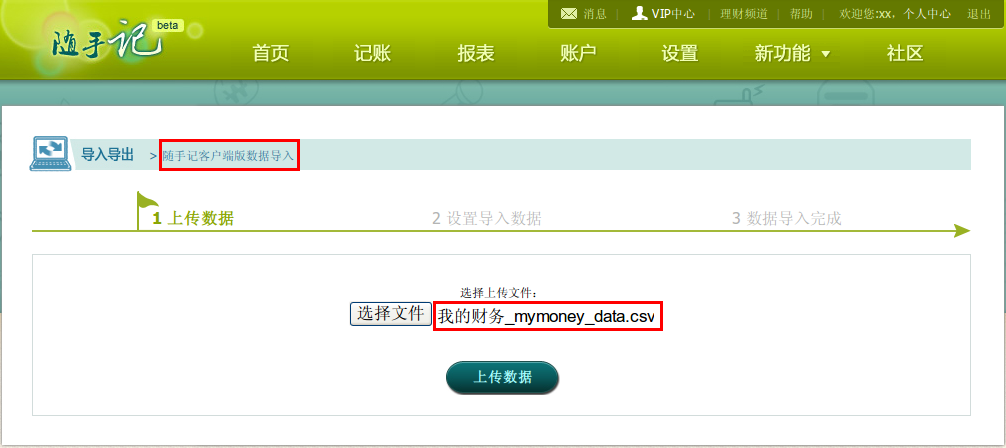 消息 | VIP中心 | 理财频道 | 帮助 | 欢迎您:xx，个人中心 退出
随手记 beta
首页 记账 报表 账户 设置 新功能 社区
导入导出 > 随手记客户端版数据导入
1 上传数据 2 设置导入数据 3 数据导入完成
选择上传文件：
选择文件 我的财务_mymoney_data.csv
上传数据